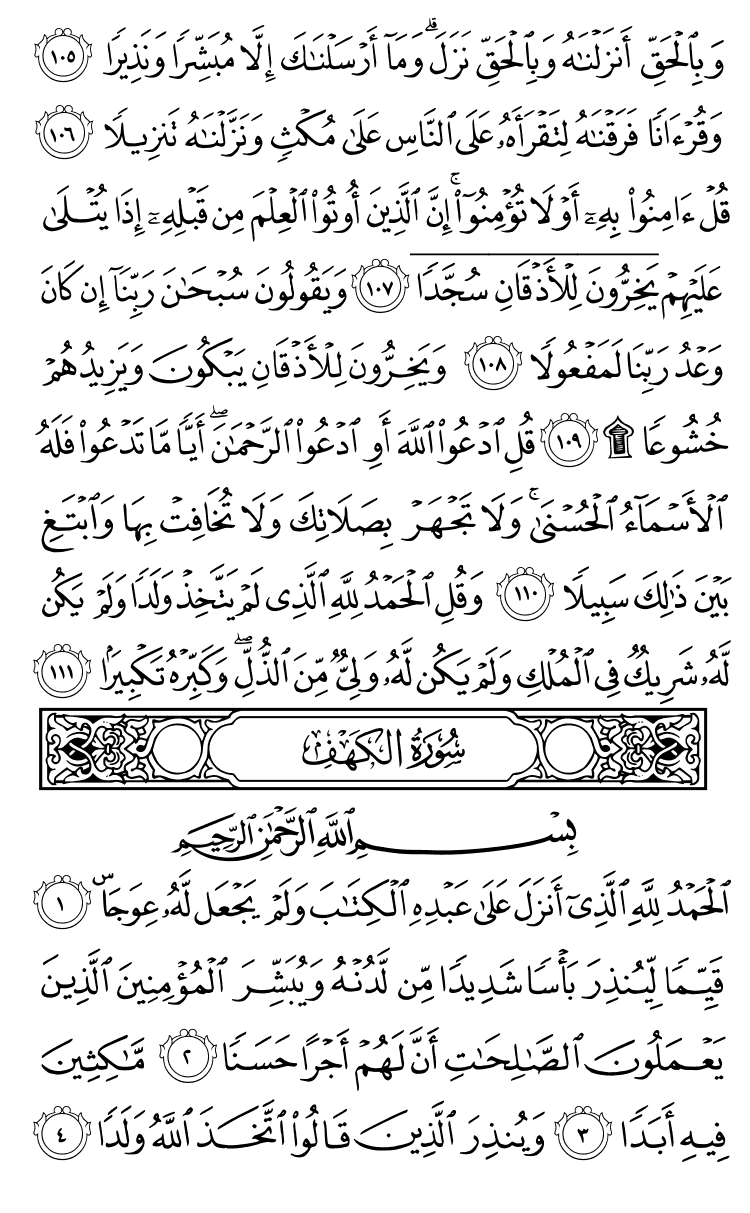 وَبِٱلْحَقِّ أَنزَلْنَٰهُ وَبِٱلْحَقِّ نَزَلَ ۗ وَمَآ أَرْسَلْنَٰكَ إِلَّا مُبَشِّرًا وَنَذِيرًا ١٠٥
وَقُرْءَانًا فَرَقْنَٰهُ لِتَقْرَأَهُۥ عَلَى ٱلنَّاسِ عَلَىٰ مُكْثٍ وَنَزَّلْنَٰهُ تَنزِيلًا ١٠٦
قُلْ ءَامِنُوا۟ بِهِۦٓ أَوْ لَا تُؤْمِنُوٓا۟ ۚ إِنَّ ٱلَّذِينَ أُوتُوا۟ ٱلْعِلْمَ مِن قَبْلِهِۦٓ إِذَا يُتْلَىٰ
عَلَيْهِمْ يَخِرُّونَ لِلْأَذْقَانِ سُجَّدًا ١٠٧ وَيَقُولُونَ سُبْحَٰنَ رَبِّنَآ إِن كَانَ
وَعْدُ رَبِّنَا لَمَفْعُولًا ١٠٨ وَيَخِرُّونَ لِلْأَذْقَانِ يَبْكُونَ وَيَزِيدُهُمْ
خُشُوعًا ۩ ١٠٩ قُلِ ٱدْعُوا۟ ٱللَّهَ أَوِ ٱدْعُوا۟ ٱلرَّحْمَٰنَ ۖ أَيًّا مَّا تَدْعُوا۟ فَلَهُ
ٱلْأَسْمَآءُ ٱلْحُسْنَىٰ ۚ وَلَا تَجْهَرْ بِصَلَاتِكَ وَلَا تُخَافِتْ بِهَا وَٱبْتَغِ
بَيْنَ ذَٰلِكَ سَبِيلًا ١١٠ وَقُلِ ٱلْحَمْدُ لِلَّهِ ٱلَّذِى لَمْ يَتَّخِذْ وَلَدًا وَلَمْ يَكُن
لَّهُۥ شَرِيكٌ فِى ٱلْمُلْكِ وَلَمْ يَكُن لَّهُۥ وَلِىٌّ مِّنَ ٱلذُّلِّ ۖ وَكَبِّرْهُ تَكْبِيرًۢا ١١١
سُورَةُ الكَهْفِ
بِسْمِ ٱللَّهِ ٱلرَّحْمَٰنِ ٱلرَّحِيمِ
ٱلْحَمْدُ لِلَّهِ ٱلَّذِىٓ أَنزَلَ عَلَىٰ عَبْدِهِ ٱلْكِتَٰبَ وَلَمْ يَجْعَل لَّهُۥ عِوَجَاۜ ١
قَيِّمًا لِّيُنذِرَ بَأْسًا شَدِيدًا مِّن لَّدُنْهُ وَيُبَشِّرَ ٱلْمُؤْمِنِينَ ٱلَّذِينَ
يَعْمَلُونَ ٱلصَّٰلِحَٰتِ أَنَّ لَهُمْ أَجْرًا حَسَنًا ٢ مَّٰكِثِينَ
فِيهِ أَبَدًا ٣ وَيُنذِرَ ٱلَّذِينَ قَالُوا۟ ٱتَّخَذَ ٱللَّهُ وَلَدًا ٤